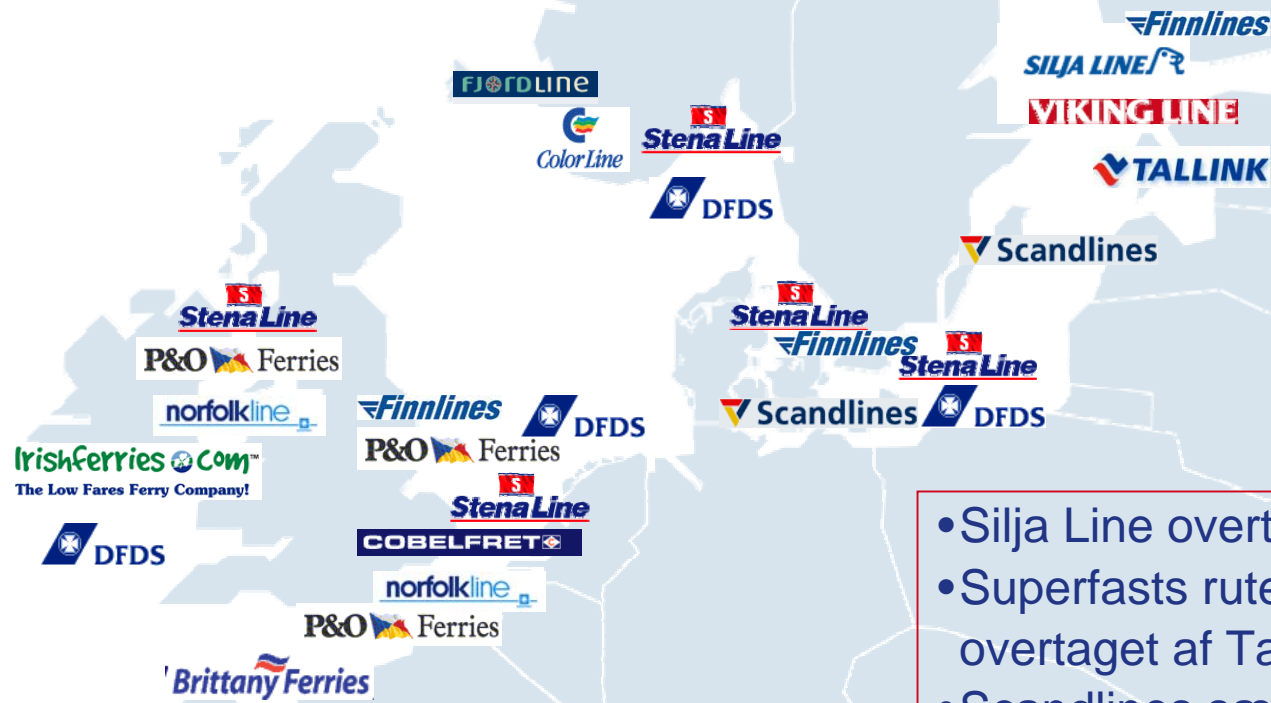 Finnlines
SILJA LINE
VIKING LINE
TALLINK
FJORDLINE
Color Line
S
Stena Line
DFDS
Scandlines
S
Stena Line
P&O Ferries
norfolkline
Irishferries.com™
The Low Fares Ferry Company!
DFDS
S
Stena Line
Finnlines
S
Stena Line
Scandlines
DFDS
Finnlines
DFDS
P&O Ferries
S
Stena Line
COBELFRET C
norfolkline
P&O Ferries
Brittany Ferries
•Silja Line overt
•Superfasts rute
overtaget af Ta